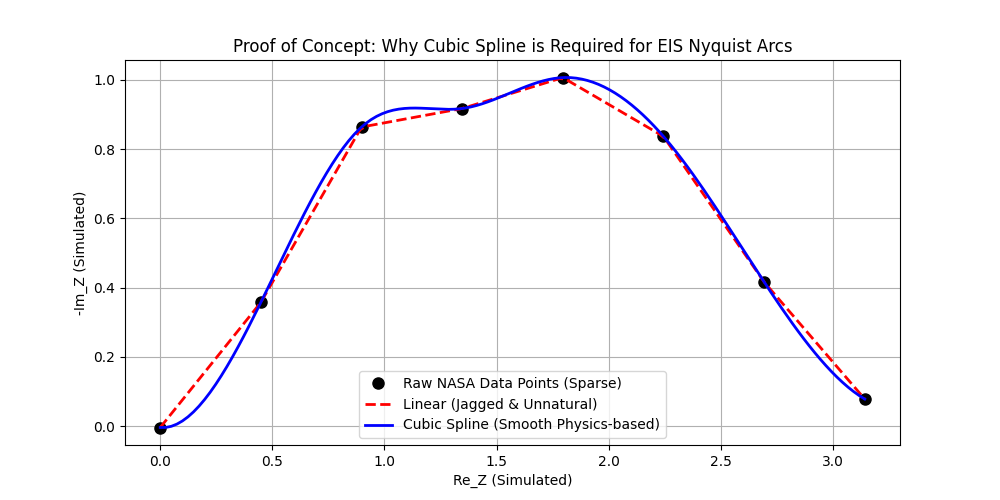 Proof of Concept: Why Cubic Spline is Required for EIS Nyquist Arcs
1.0
0.8
0.6
0.4
0.2
0.0
-Im_Z (Simulated)
Raw NASA Data Points (Sparse)
Linear (Jagged & Unnatural)
Cubic Spline (Smooth Physics-based)
0.0 0.5 1.0 1.5 2.0 2.5 3.0
Re_Z (Simulated)